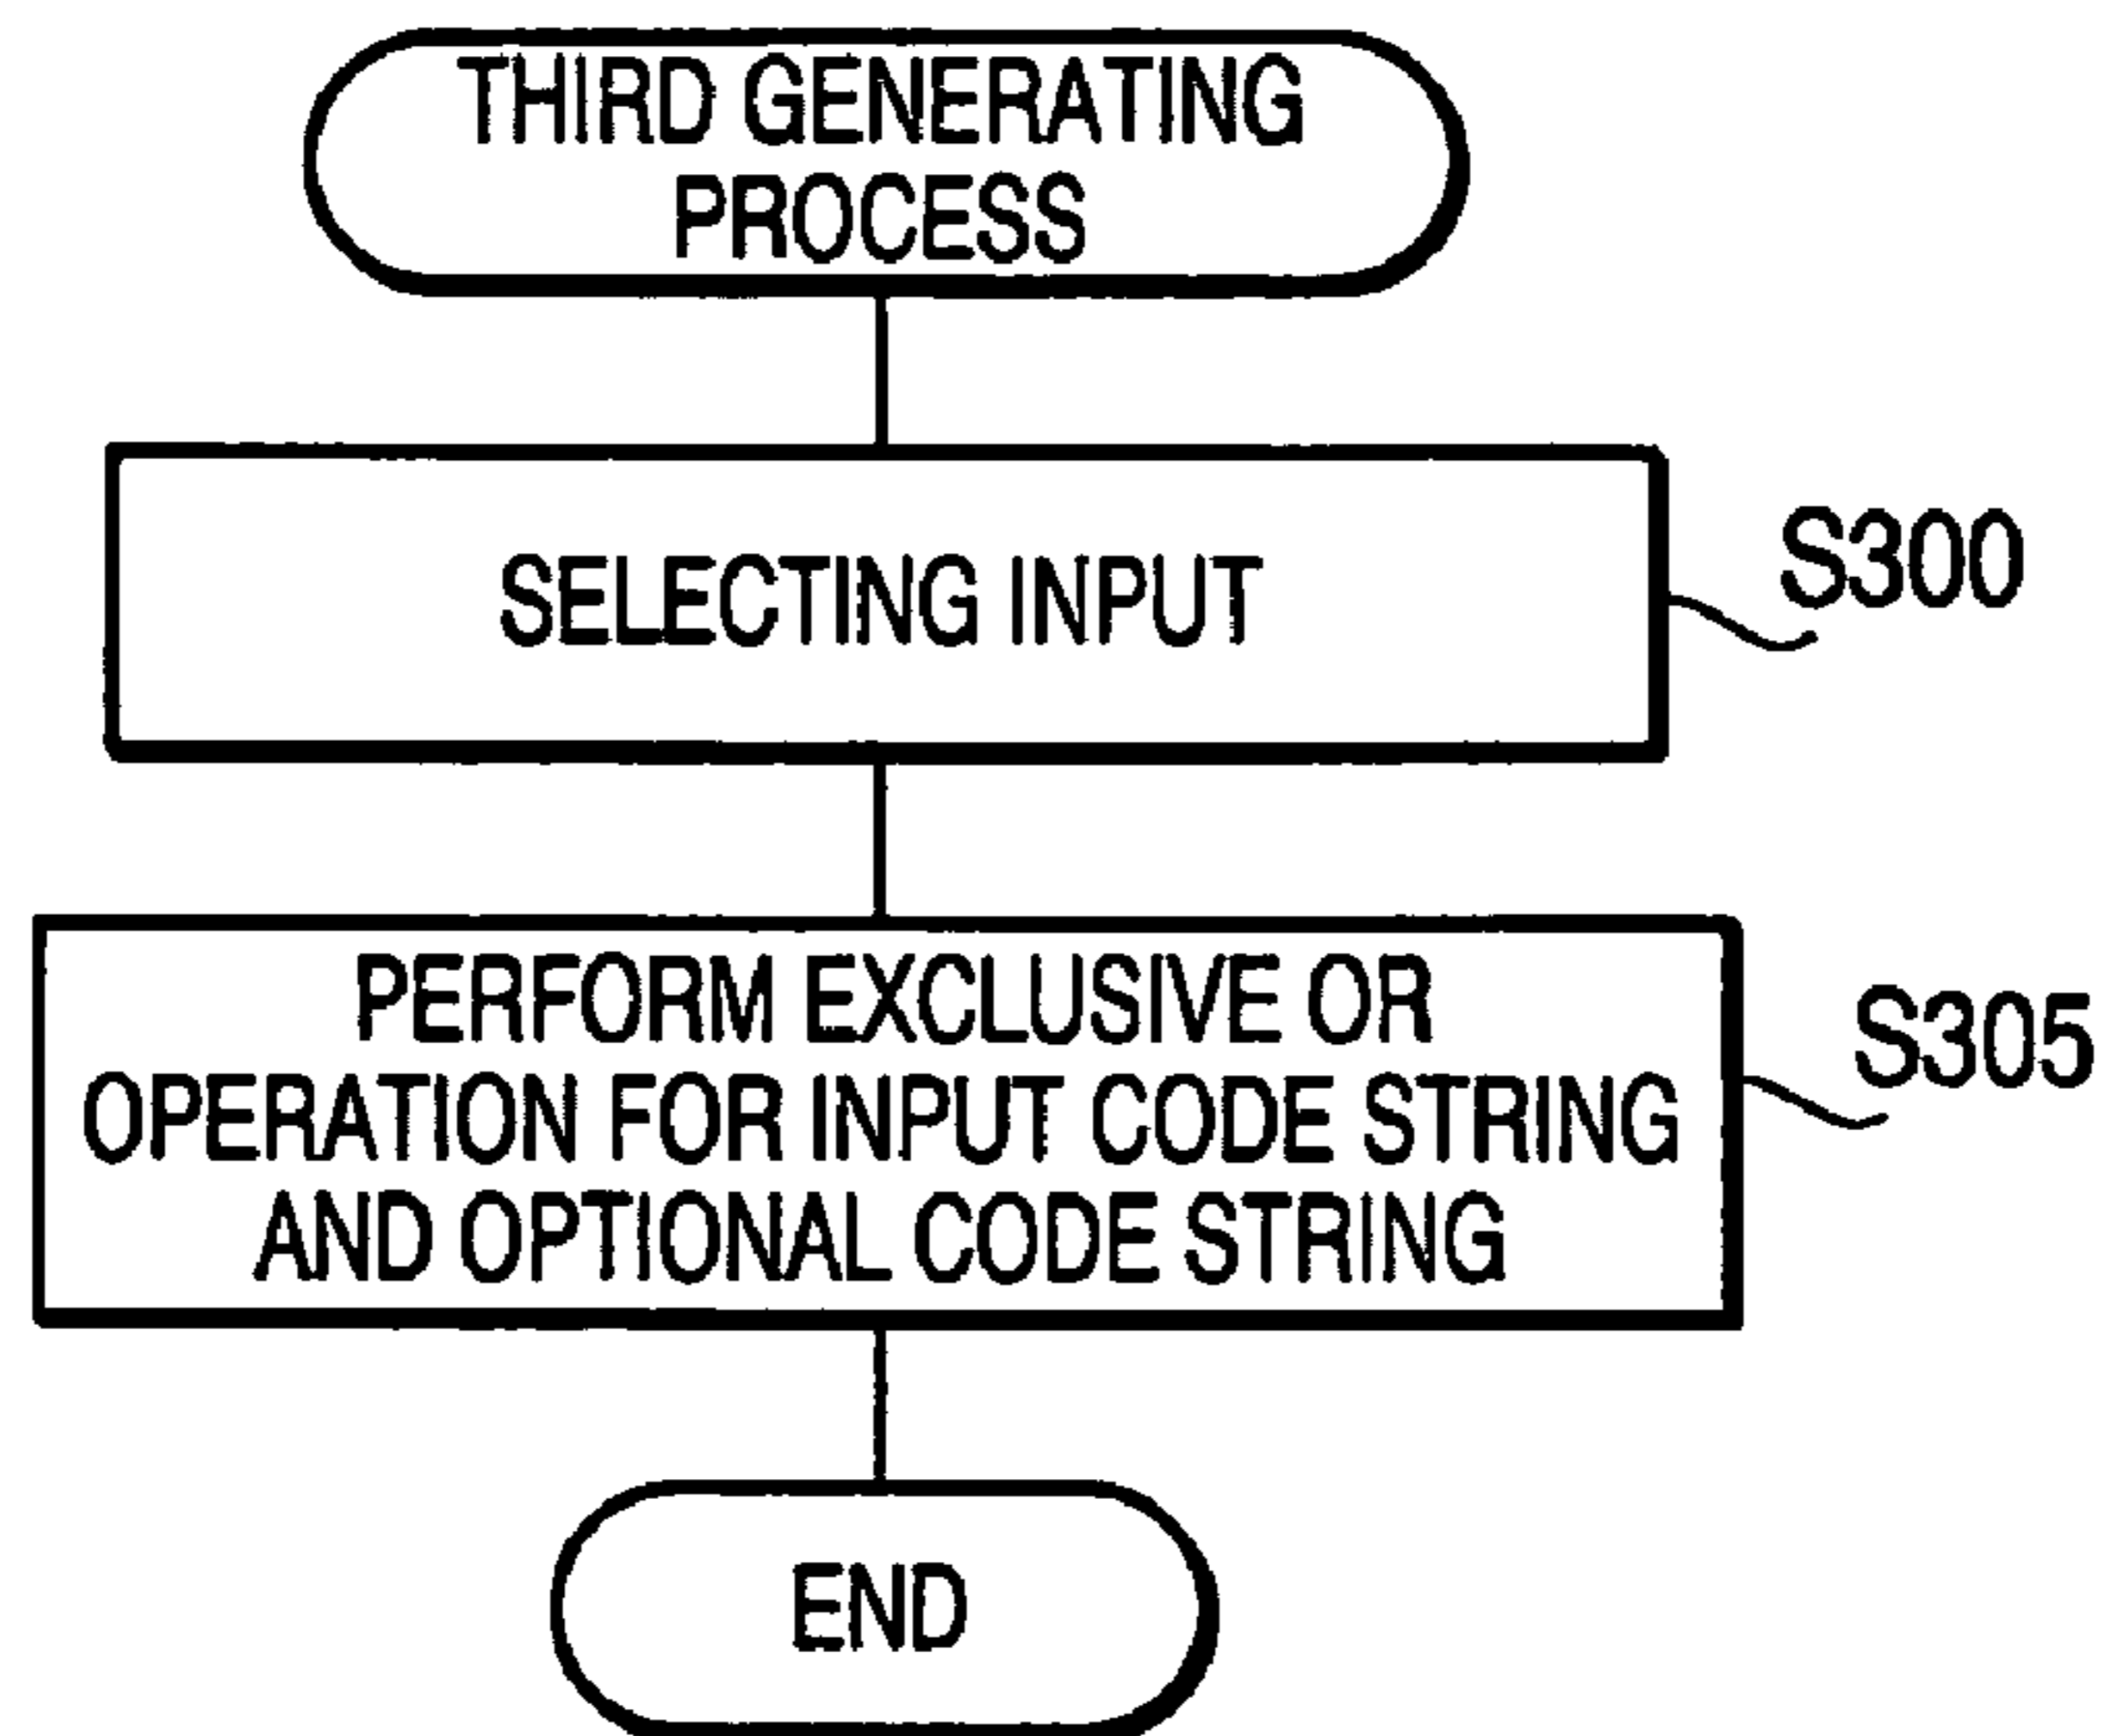 THIRD GENERATING
PROCESS
SELECTING INPUT
S300
PERFORM EXCLUSIVE OR
OPERATION FOR INPUT CODE STRING
AND OPTIONAL CODE STRING
S305
END